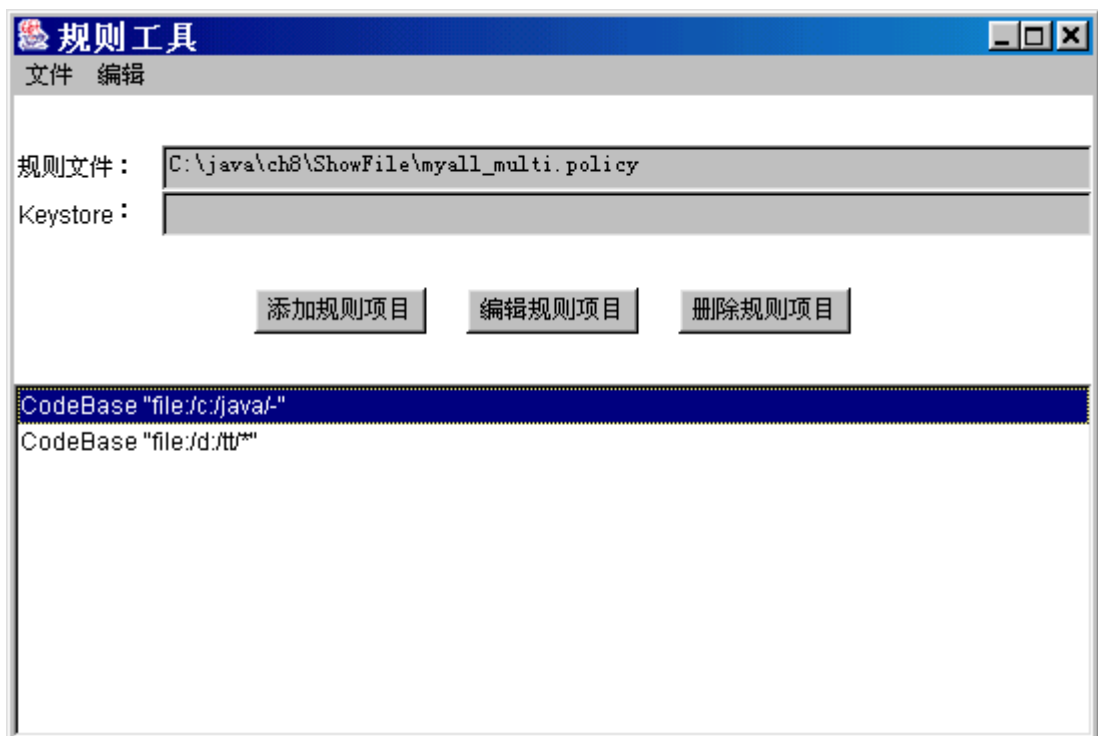 规则工具
文件 编辑
规则文件： C:\java\ch8\ShowFile\myall_multi.policy
Keystore：
添加规则项目 编辑规则项目 删除规则项目
CodeBase "file:/c:/java/-"
CodeBase "file:/d:/tt/*"